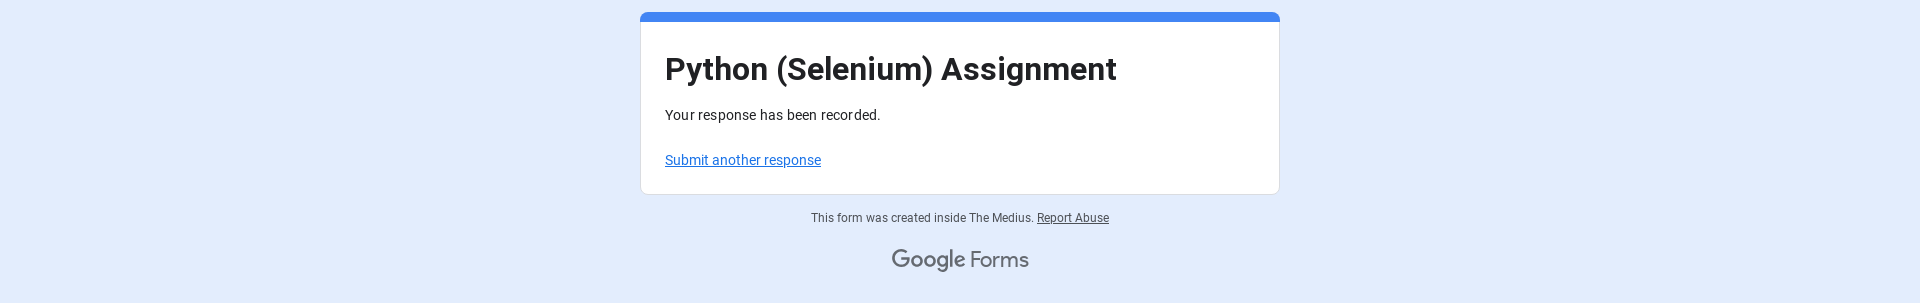 Python (Selenium) Assignment
Your response has been recorded.
Submit another response
This form was created inside The Medius. Report Abuse
Google Forms